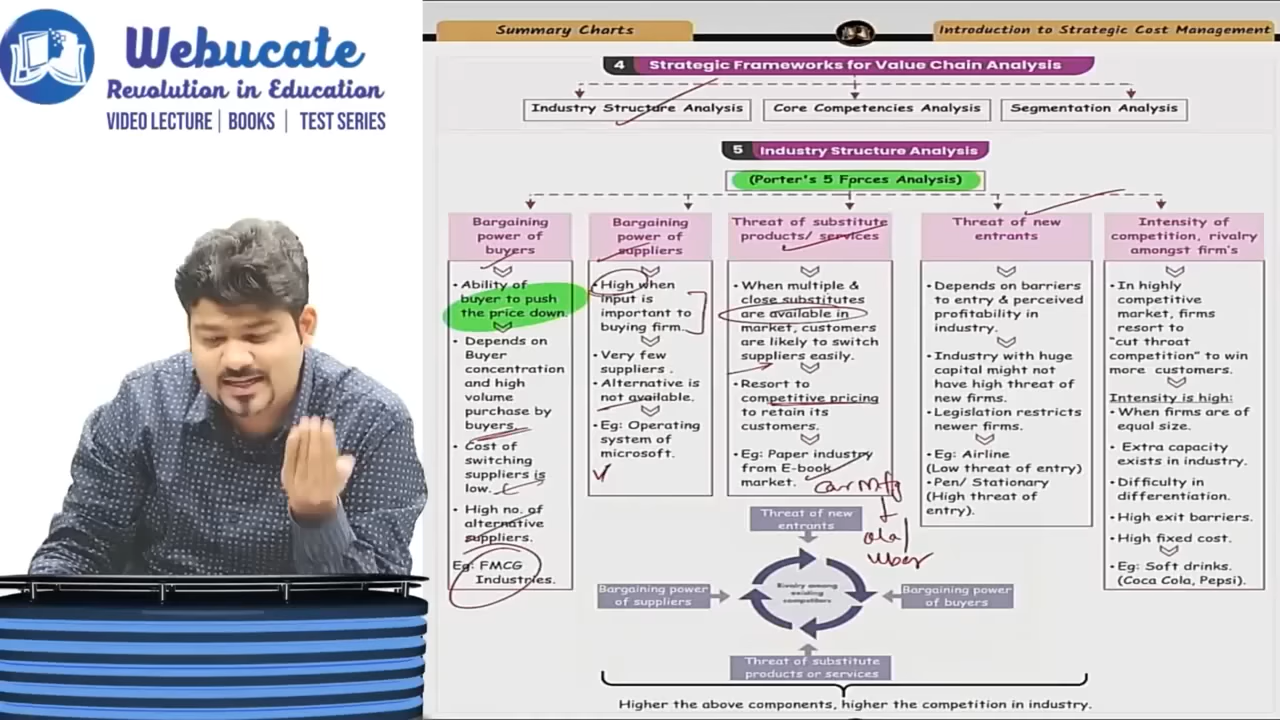 Webucate
Revolution in Education
VIDEO LECTURE | BOOKS | TEST SERIES
Summary Charts
Introduction to Strategic Cost Management
4 Strategic Frameworks for Value Chain Analysis
Industry Structure Analysis
Core Competencies Analysis
Segmentation Analysis
5 Industry Structure Analysis
(Porter's 5 Forces Analysis)
Bargaining
power of
buyers
• Ability of
buyer to push
the price down.
• Depends on
Buyer
concentration
and high
volume
purchase by
buyers.
• Cost of
switching
suppliers is
low.
• High no. of
alternative
suppliers.
Eg: FMCG
Industries.
Bargaining
power of
suppliers
• High when
input is
important to
buying firm.
• Very few
suppliers .
• Alternative is
not available.
• Eg: Operating
system of
microsoft.
Threat of substitute
products/ services
• When multiple &
close substitutes
are available in
market, customers
are likely to switch
suppliers easily.
• Resort to
competitive pricing
to retain its
customers.
• Eg: Paper industry
from E-book
market.
car Mfg
ola/
uber
Threat of new
entrants
• Depends on barriers
to entry & perceived
profitability in
industry.
• Industry with huge
capital might not
have high threat of
new firms.
• Legislation restricts
newer firms.
• Eg: Airline
(Low threat of entry)
• Pen/ Stationary
(High threat of
entry).
Intensity of
competition, rivalry
amongst firm's
• In highly
competitive
market, firms
resort to
"cut throat
competition" to win
more customers.
Intensity is high:
• When firms are of
equal size.
• Extra capacity
exists in industry.
• Difficulty in
differentiation.
• High exit barriers.
• High fixed cost.
• Eg: Soft drinks.
(Coca Cola, Pepsi).
Threat of new
entrants
Bargaining power
of suppliers
Rivalry among
existing
competitors
Bargaining power
of buyers
Threat of substitute
products or services
Higher the above components, higher the competition in industry.